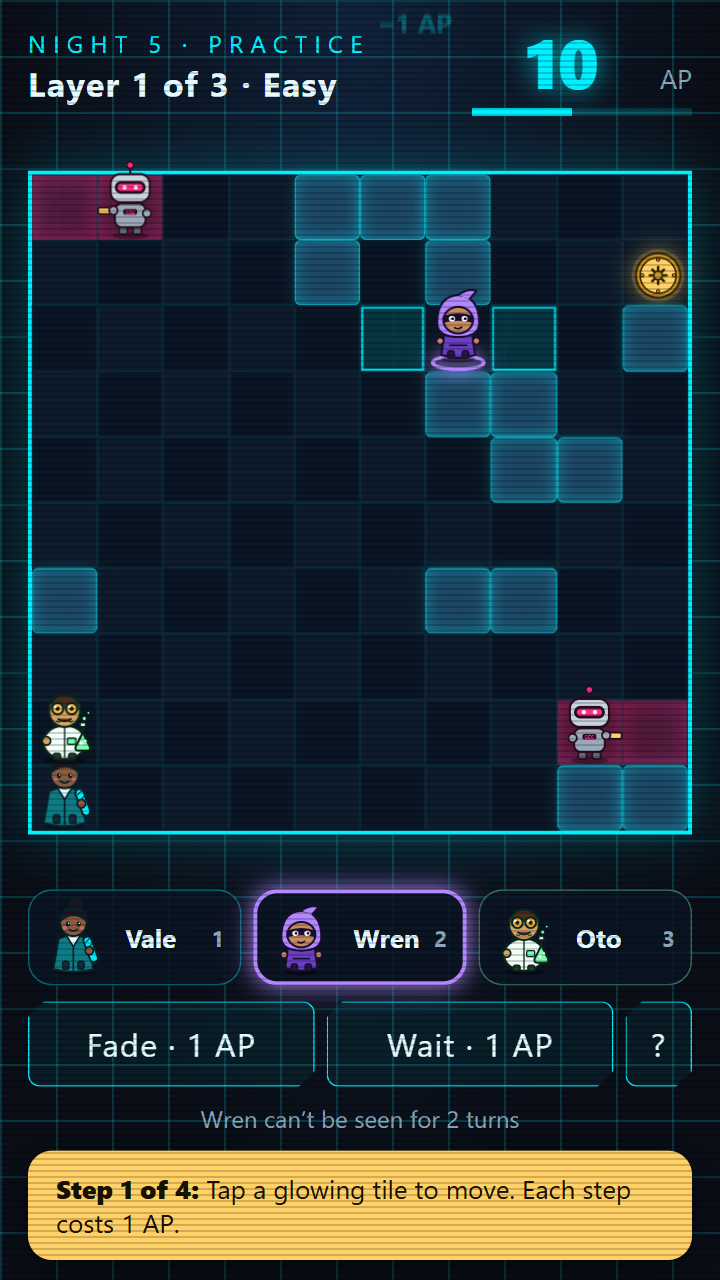 −1 AP
NIGHT 5 · PRACTICE
Layer 1 of 3 · Easy
10 AP
Vale 1
Wren 2
Oto 3
Fade · 1 AP
Wait · 1 AP
?
Wren can’t be seen for 2 turns
Step 1 of 4: Tap a glowing tile to move. Each step
costs 1 AP.